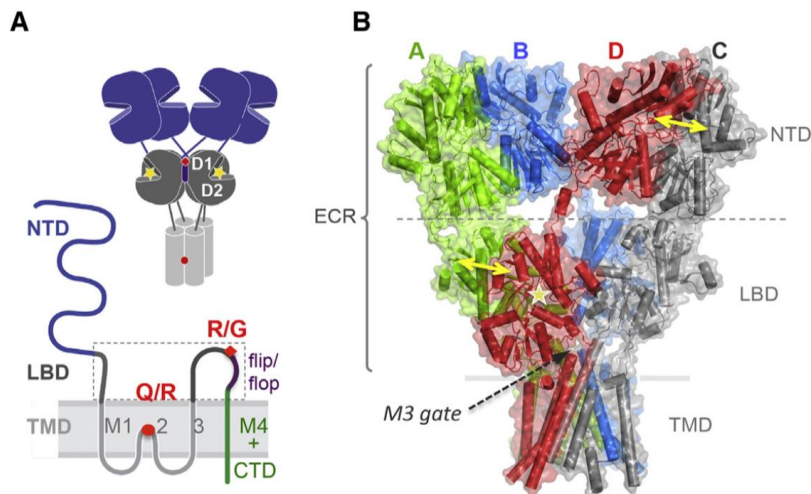 A
D1
D2
NTD
R/G
LBD
flip/
flop
Q/R
TMD
M1
2
3
M4
+
CTD
B
A
B
D
C
NTD
ECR
LBD
M3 gate
TMD